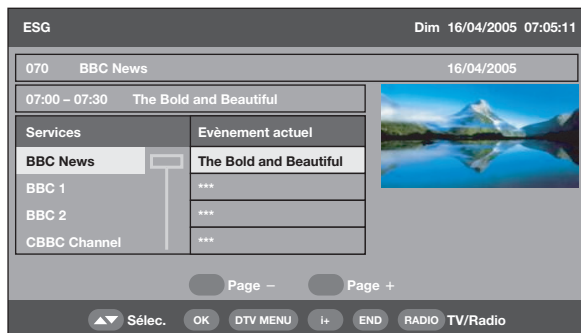 ESG Dim 16/04/2005 07:05:11
070 BBC News 16/04/2005
07:00 – 07:30 The Bold and Beautiful
Services Evènement actuel
BBC News The Bold and Beautiful
BBC 1 ***
BBC 2 ***
CBBC Channel ***
Page – Page +
Sélec. OK DTV MENU i+ END RADIO TV/Radio